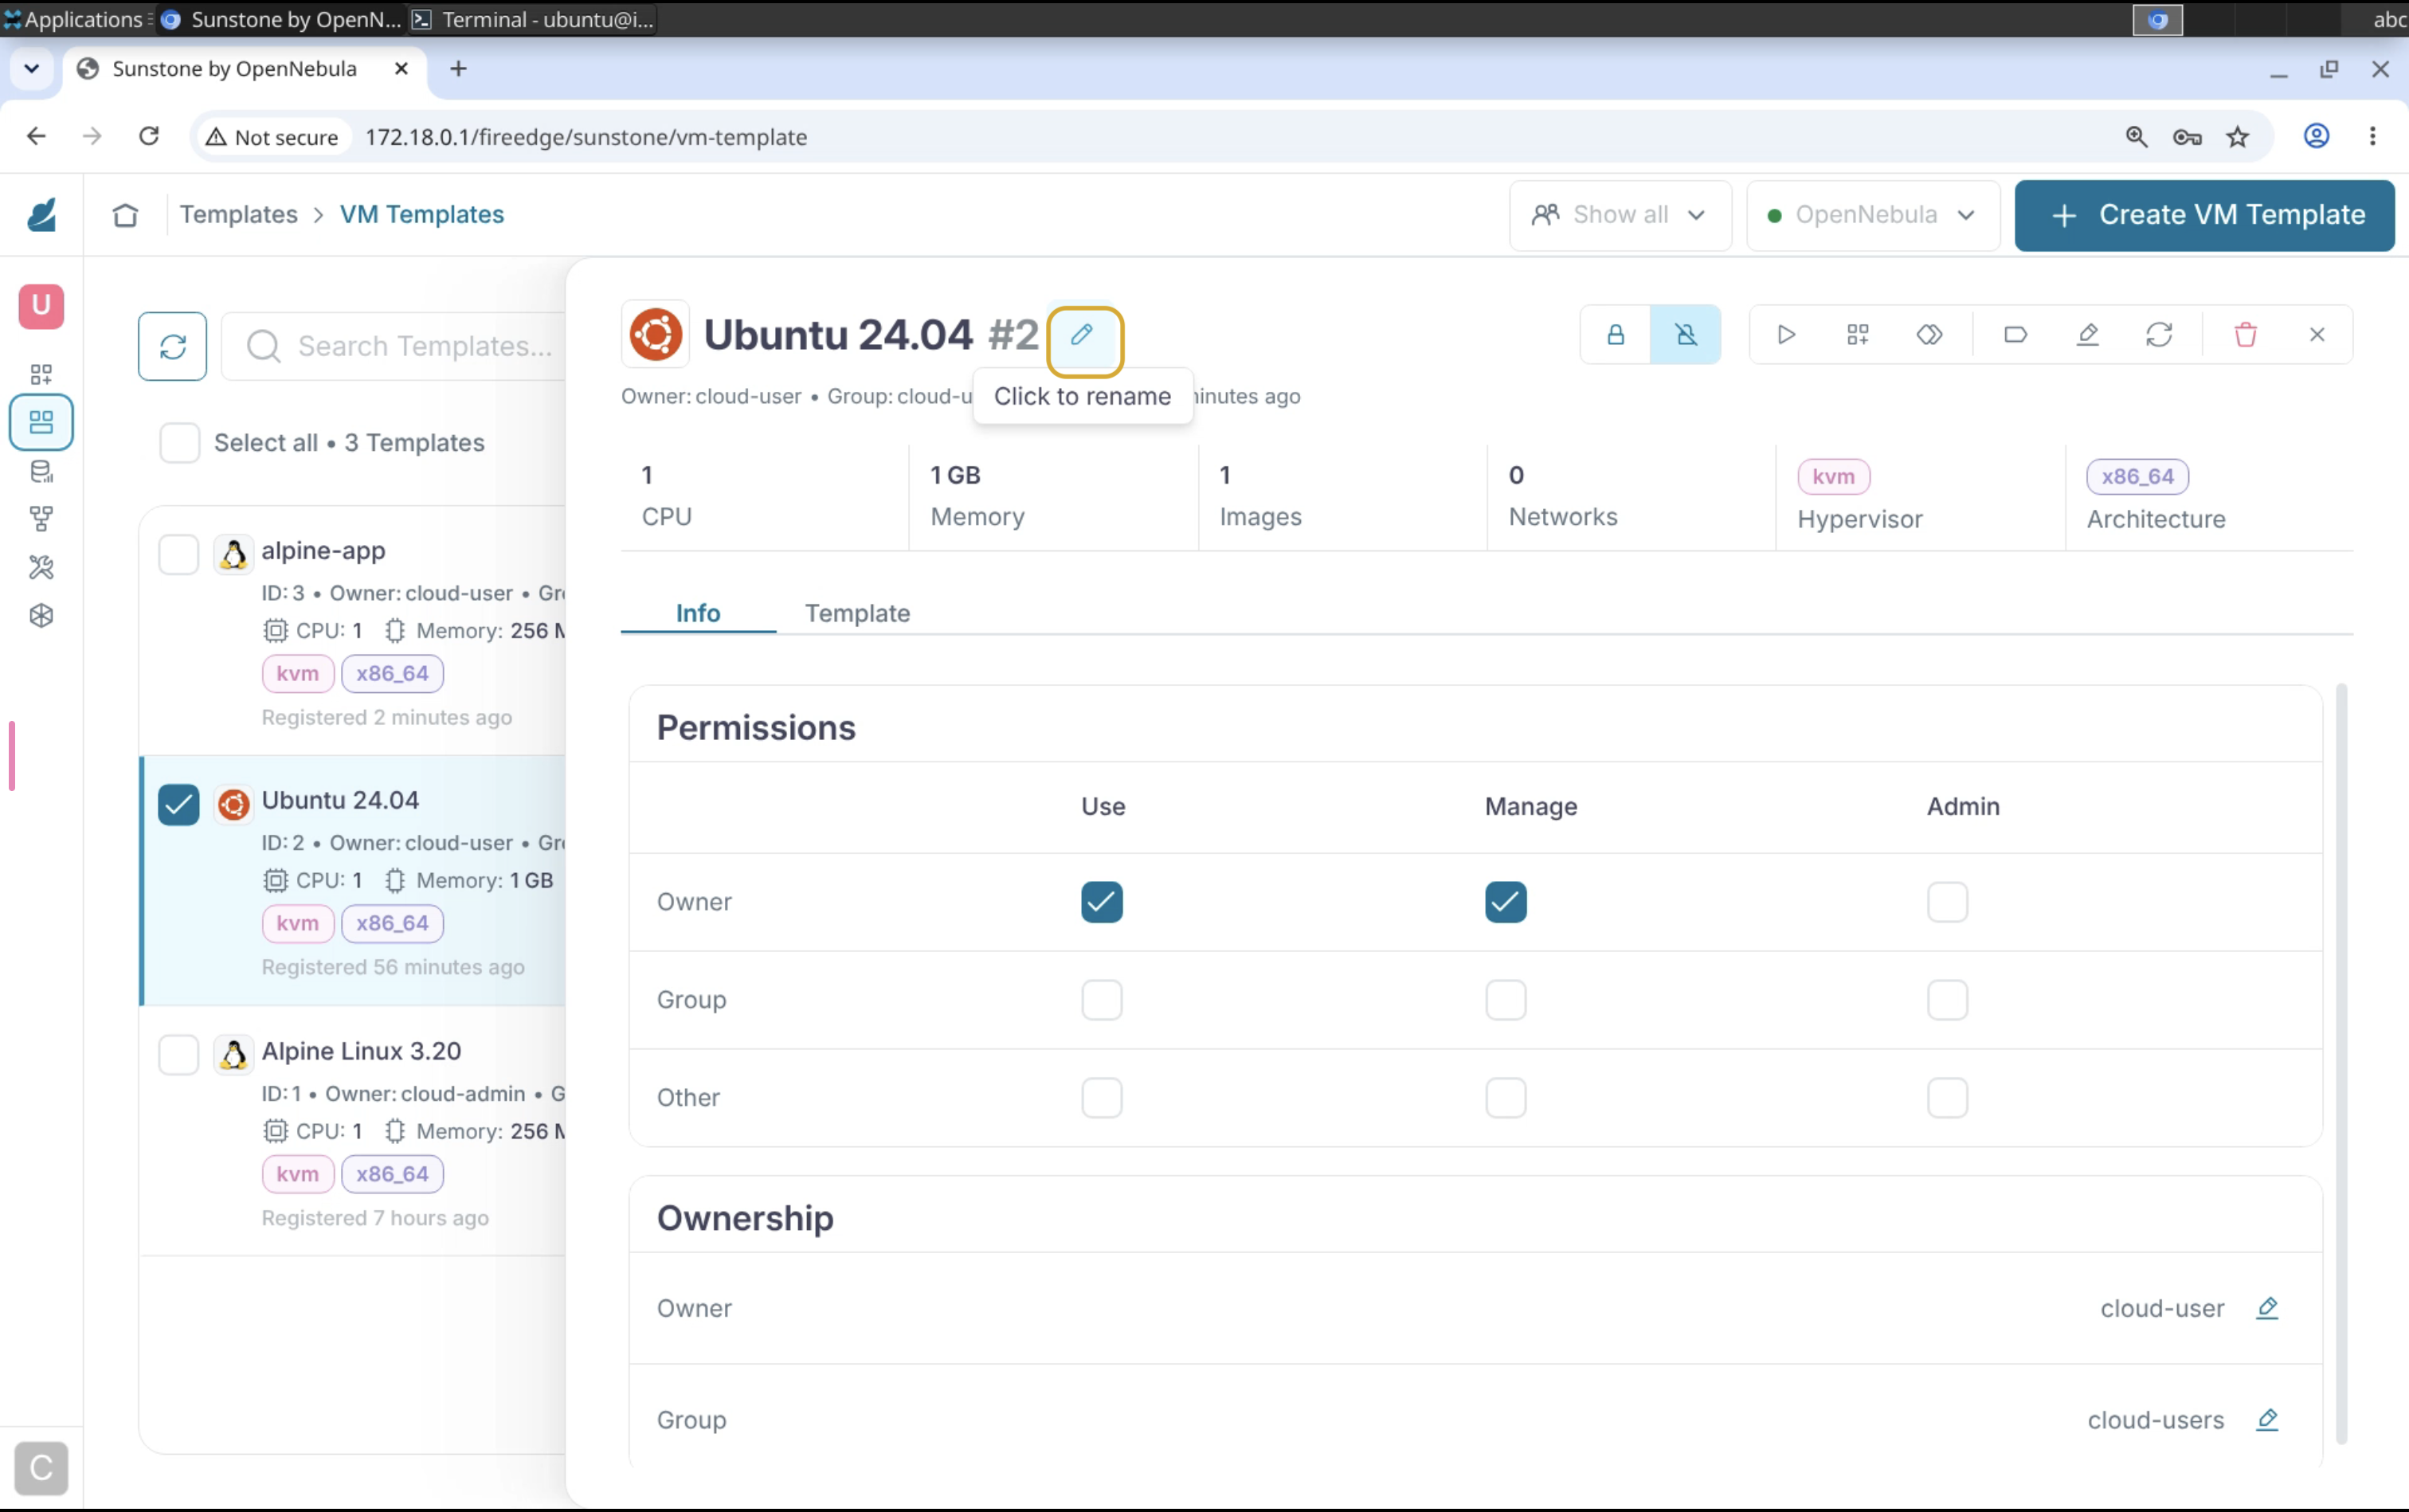 Applications
Sunstone by OpenN...
Terminal - ubuntu@i...
abc
Sunstone by OpenNebula
Not secure
172.18.0.1/fireedge/sunstone/vm-template
Templates > VM Templates
Show all
OpenNebula
+ Create VM Template
U
Search Templates...
Select all • 3 Templates
alpine-app
ID: 3 • Owner: cloud-user • Gr
CPU: 1 Memory: 256 M
kvm x86_64
Registered 2 minutes ago
Ubuntu 24.04
ID: 2 • Owner: cloud-user • Gr
CPU: 1 Memory: 1 GB
kvm x86_64
Registered 56 minutes ago
Alpine Linux 3.20
ID: 1 • Owner: cloud-admin • G
CPU: 1 Memory: 256 M
kvm x86_64
Registered 7 hours ago
C
Ubuntu 24.04 #2
Owner: cloud-user • Group: cloud-u
inutes ago
Click to rename
1
CPU
1 GB
Memory
1
Images
0
Networks
kvm
Hypervisor
x86_64
Architecture
Info Template
Permissions
Use Manage Admin
Owner
Group
Other
Ownership
Owner cloud-user
Group cloud-users